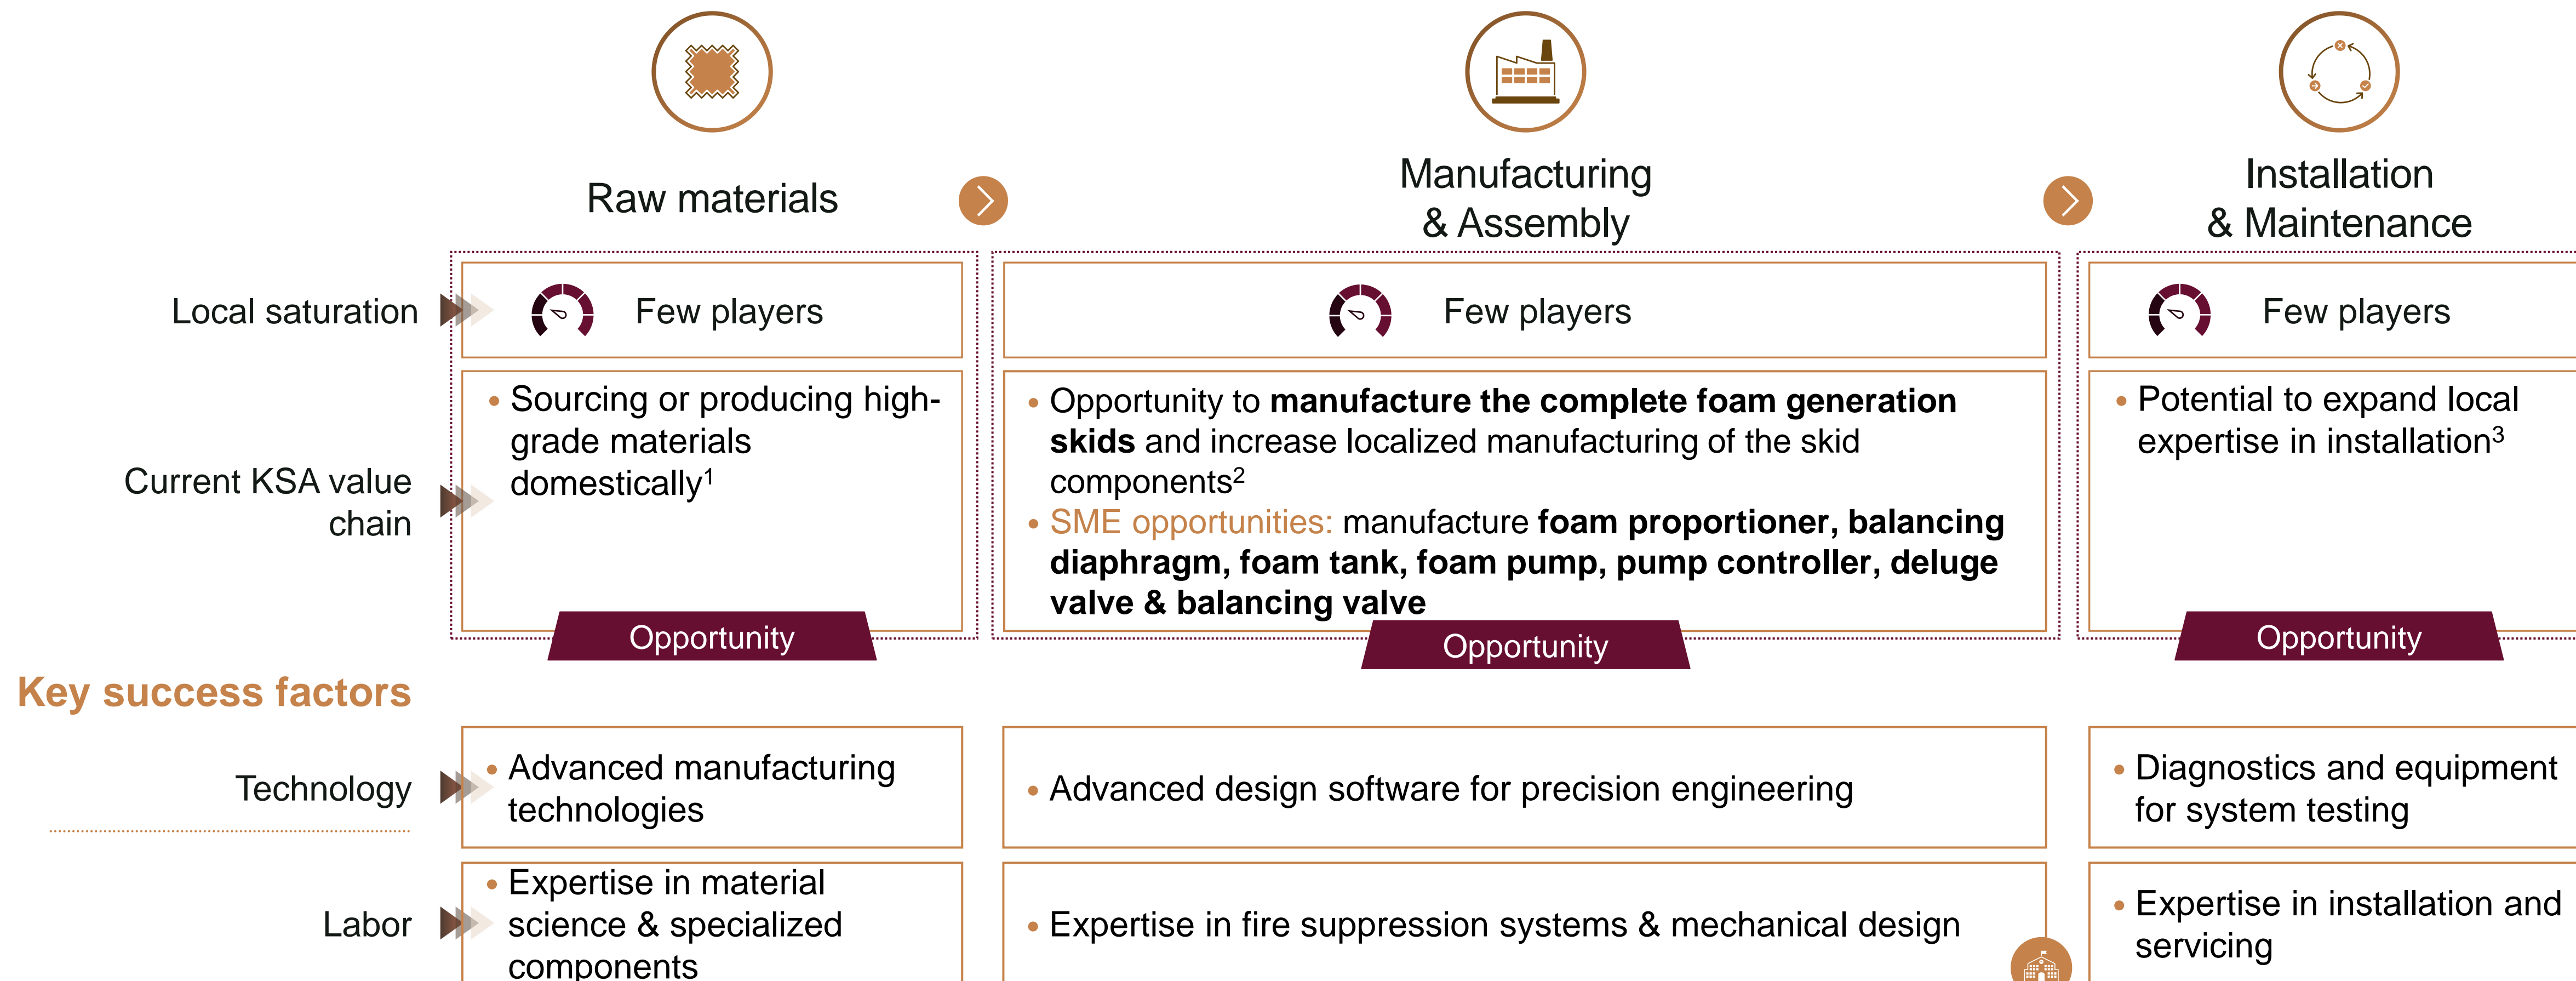 Raw materials
Manufacturing
& Assembly
Installation
& Maintenance
Local saturation
Few players
Few players
Few players
Current KSA value
chain
• Sourcing or producing high-
grade materials
domestically¹
• Opportunity to manufacture the complete foam generation
skids and increase localized manufacturing of the skid
components²
• SME opportunities: manufacture foam proportioner, balancing
diaphragm, foam tank, foam pump, pump controller, deluge
valve & balancing valve
• Potential to expand local
expertise in installation³
Opportunity
Opportunity
Opportunity
Key success factors
Technology
• Advanced manufacturing
technologies
• Advanced design software for precision engineering
• Diagnostics and equipment
for system testing
Labor
• Expertise in material
science & specialized
components
• Expertise in fire suppression systems & mechanical design
• Expertise in installation and
servicing